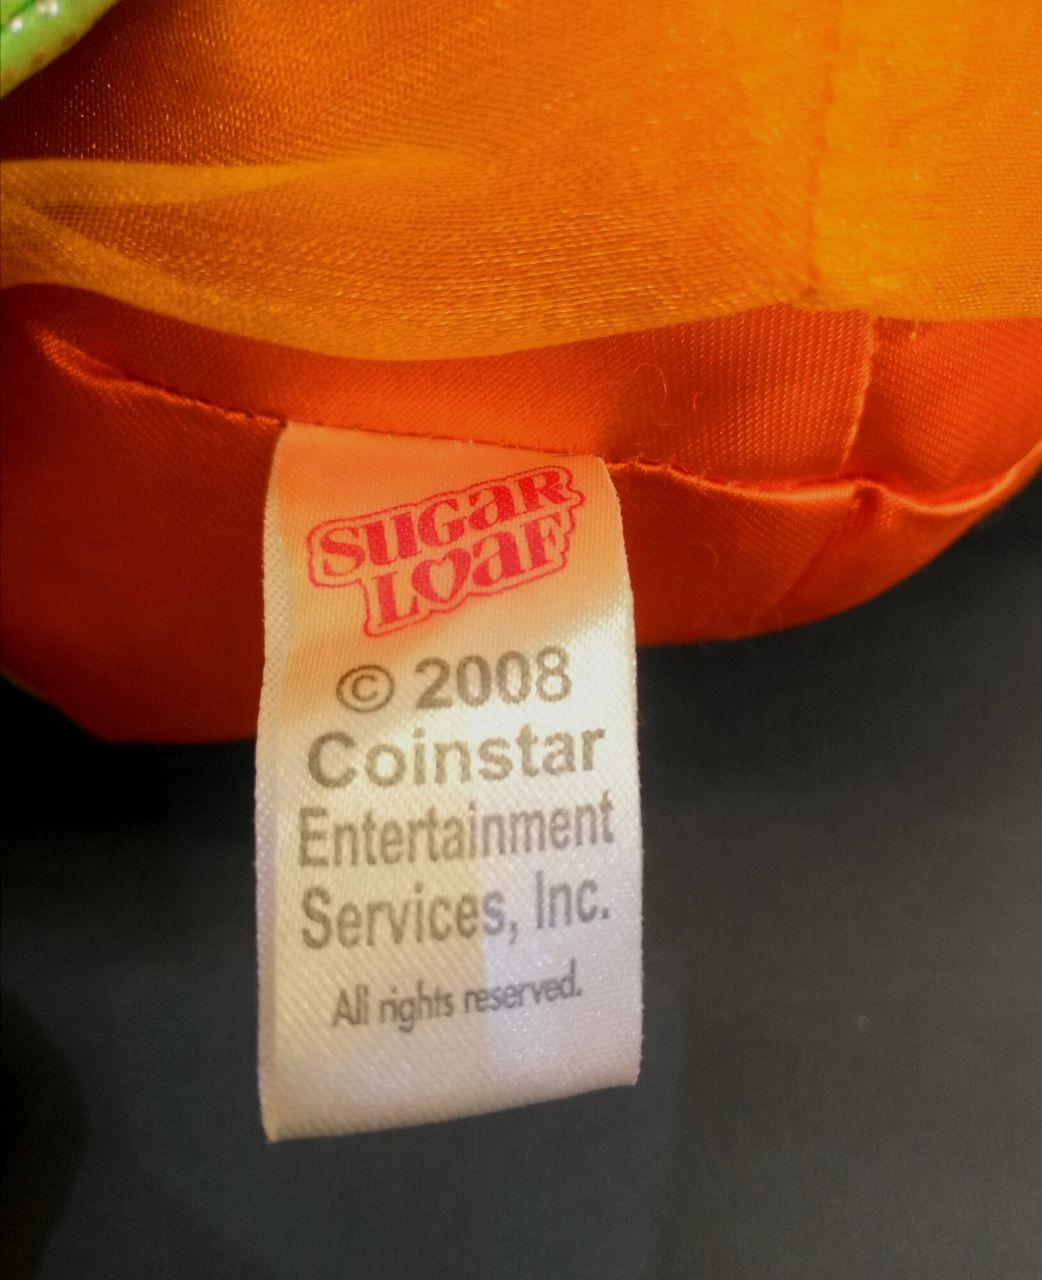 SUGAR
LOAF
© 2008
Coinstar
Entertainment
Services, Inc.
All rights reserved.